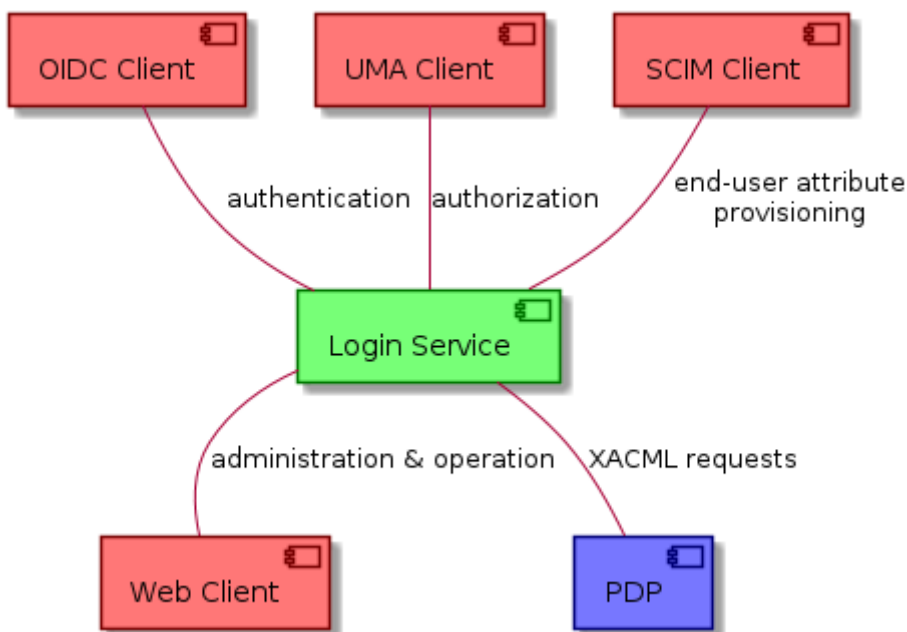 OIDC Client
UMA Client
SCIM Client
authentication
authorization
end-user attribute
provisioning
Login Service
administration & operation
XACML requests
Web Client
PDP